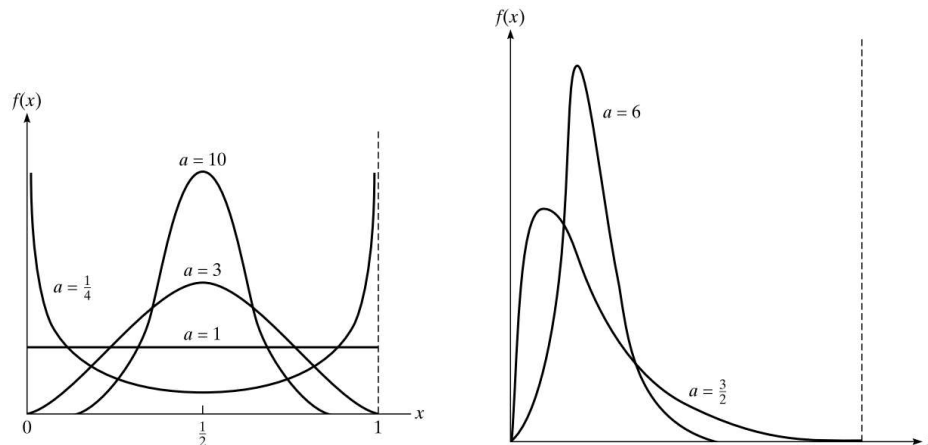 f(x)
a = 10
a = 3
a = 1/4
a = 1
0
1/2
1
x
f(x)
a = 6
a = 3/2